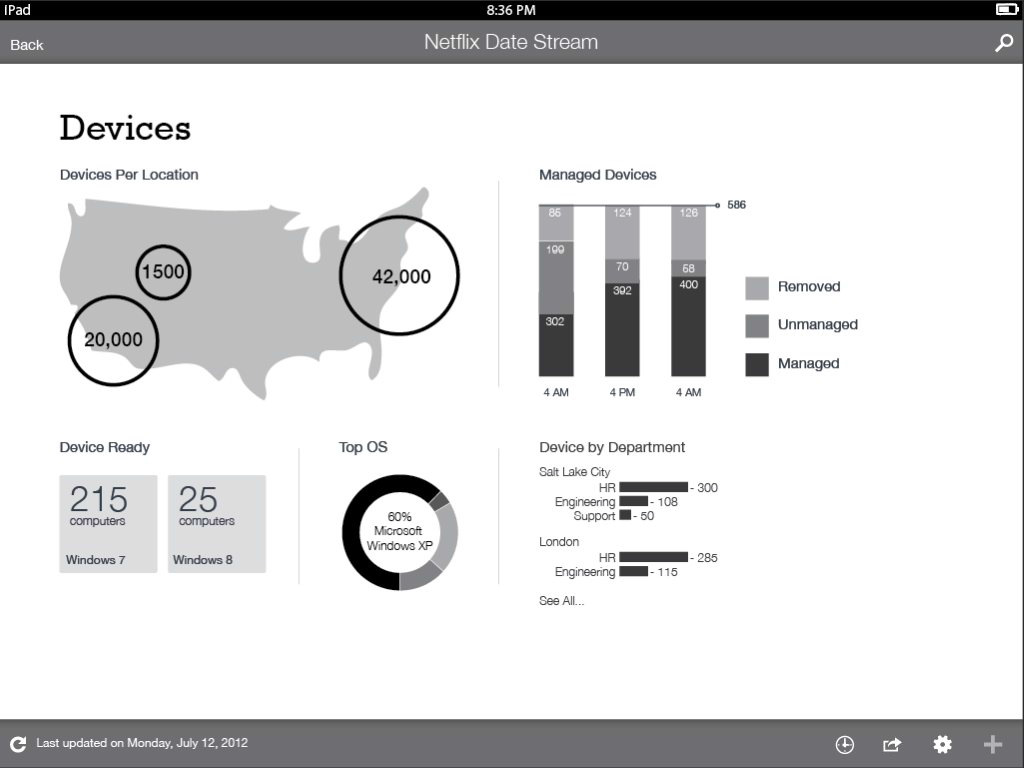 iPad
8:36 PM
Back
Netflix Date Stream
Devices
Devices Per Location
1500
42,000
20,000
Managed Devices
586
86 124 126
199
70 68
392 400
302
4 AM 4 PM 4 AM
Removed
Unmanaged
Managed
Device Ready
215
computers
Windows 7
25
computers
Windows 8
Top OS
60%
Microsoft
Windows XP
Device by Department
Salt Lake City
HR - 300
Engineering - 108
Support - 50
London
HR - 285
Engineering - 115
See All...
Last updated on Monday, July 12, 2012